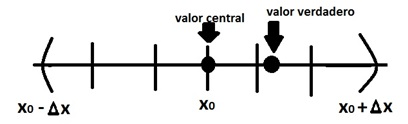 valor central
valor verdadero
x₀ - Δx
x₀
x₀ + Δx